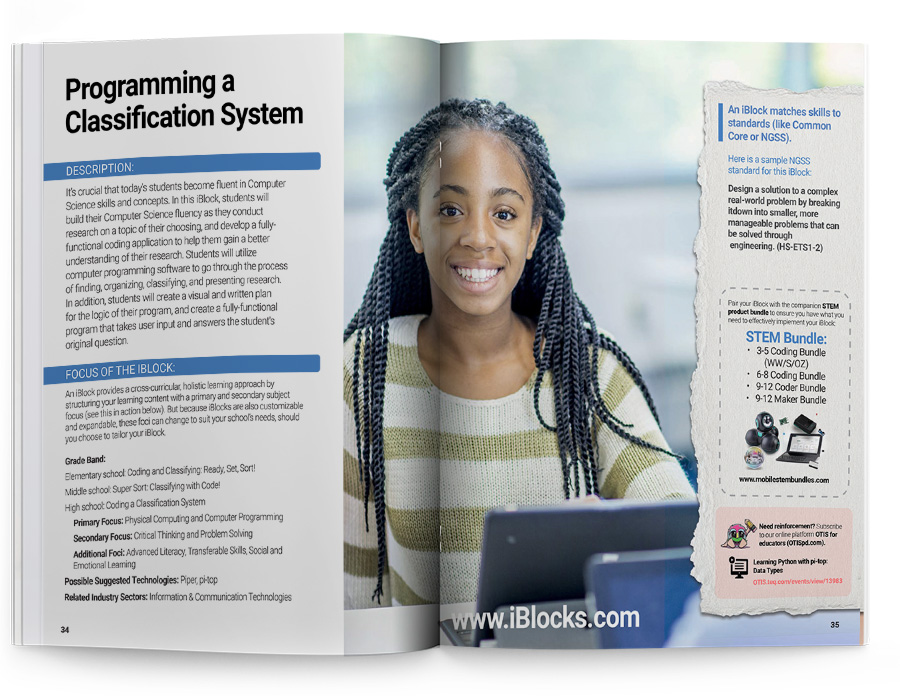 Programming a
Classification System
DESCRIPTION:
It's crucial that today's students become fluent in Computer
Science skills and concepts. In this iBlock, students will
build their Computer Science fluency as they conduct
research on a topic of their choosing, and develop a fully-
functional coding application to help them gain a better
understanding of their research. Students will utilize
computer programming software to go through the process
of finding, organizing, classifying, and presenting research.
In addition, students will create a visual and written plan
for the logic of their program, and create a fully-functional
program that takes user input and answers the student's
original question.
FOCUS OF THE IBLOCK:
An iBlock provides a cross-curricular, holistic learning approach by
structuring your learning content with a primary and secondary subject
focus (see this in action below). But because iBlocks are also customizable
and expandable, these foci can change to suit your school's needs, should
you choose to tailor your iBlock.
Grade Band:
Elementary school: Coding and Classifying: Ready, Set, Sort!
Middle school: Super Sort: Classifying with Code!
High school: Coding a Classification System
Primary Focus: Physical Computing and Computer Programming
Secondary Focus: Critical Thinking and Problem Solving
Additional Foci: Advanced Literacy, Transferable Skills, Social and
Emotional Learning
Possible Suggested Technologies: Piper, pi-top
Related Industry Sectors: Information & Communication Technologies
34
www.iBlocks.com
An iBlock matches skills to
standards (like Common
Core or NGSS).
Here is a sample NGSS
standard for this iBlock:
Design a solution to a complex
real-world problem by breaking
itdown into smaller, more
manageable problems that can
be solved through
engineering. (HS-ETS1-2)
Pair your iBlock with the companion STEM
product bundle to ensure you have what you
need to effectively implement your iBlock:
STEM Bundle:
• 3-5 Coding Bundle
(WW/S/OZ)
• 6-8 Coding Bundle
• 9-12 Coder Bundle
• 9-12 Maker Bundle
www.mobilestembundles.com
Need reinforcement? Subscribe
to our online platform OTIS for
educators (OTISpd.com).
Learning Python with pi-top:
Data Types
OTIS.teq.com/events/view/13983
35